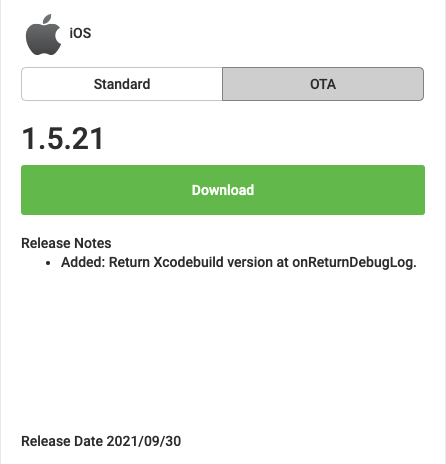 iOS
Standard OTA
1.5.21
Download
Release Notes
• Added: Return Xcodebuild version at onReturnDebugLog.
Release Date 2021/09/30